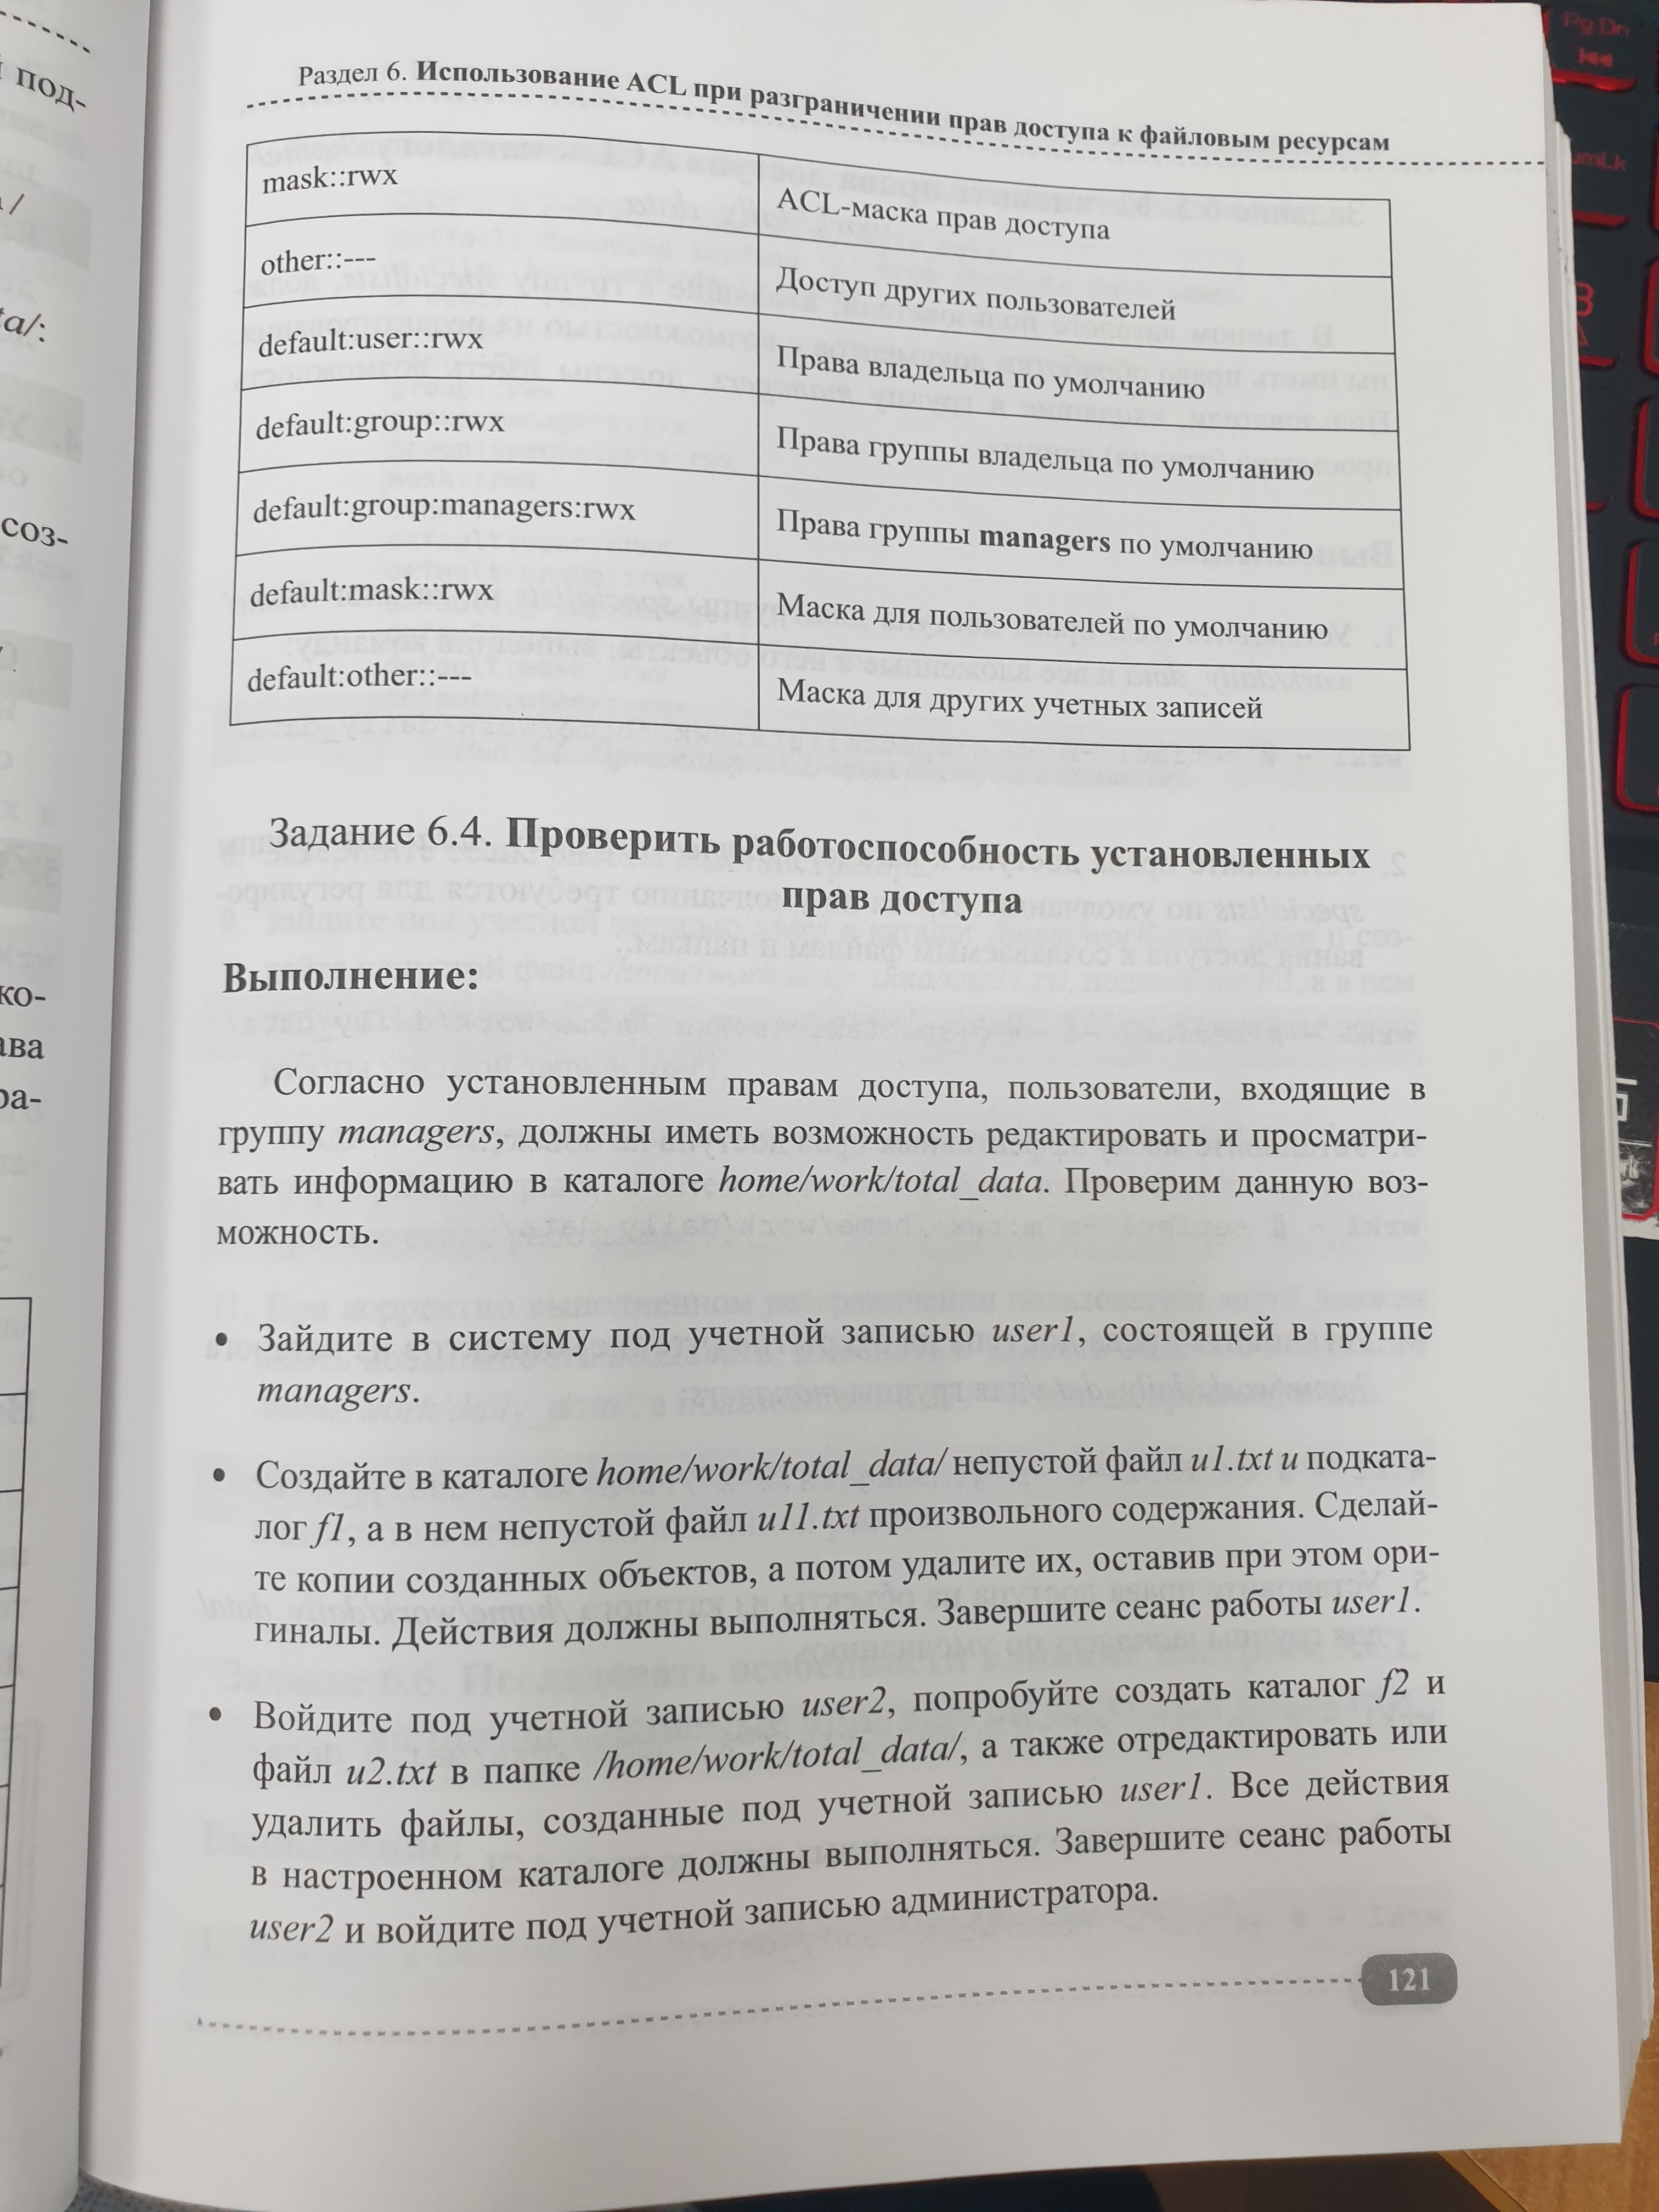 Раздел 6. Использование ACL при разграничении прав доступа к файловым ресурсам
mask::rwx
ACL-маска прав доступа
other::---
Доступ других пользователей
default:user::rwx
Права владельца по умолчанию
default:group::rwx
Права группы владельца по умолчанию
default:group:managers:rwx
Права группы managers по умолчанию
default:mask::rwx
Маска для пользователей по умолчанию
default:other::---
Маска для других учетных записей
Задание 6.4. Проверить работоспособность установленных
прав доступа
Выполнение:
Согласно установленным правам доступа, пользователи, входящие в
группу managers, должны иметь возможность редактировать и просматри-
вать информацию в каталоге home/work/total_data. Проверим данную воз-
можность.
• Зайдите в систему под учетной записью user1, состоящей в группе
managers.
• Создайте в каталоге home/work/total_data/ непустой файл u1.txt и подката-
лог f1, а в нем непустой файл u11.txt произвольного содержания. Сделай-
те копии созданных объектов, а потом удалите их, оставив при этом ори-
гиналы. Действия должны выполняться. Завершите сеанс работы user1.
• Войдите под учетной записью user2, попробуйте создать каталог f2 и
файл u2.txt в папке /home/work/total_data/, а также отредактировать или
удалить файлы, созданные под учетной записью user1. Все действия
в настроенном каталоге должны выполняться. Завершите сеанс работы
user2 и войдите под учетной записью администратора.
121
под-
ta/:
соз-
ко-
Pg Dn